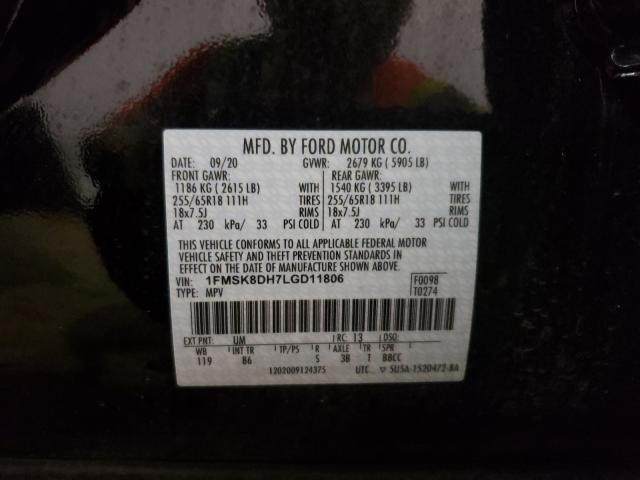 MFD. BY FORD MOTOR CO.
DATE: 09/20 GVWR: 2679 KG ( 5905 LB)
FRONT GAWR: REAR GAWR:
1186 KG ( 2615 LB) WITH 1540 KG ( 3395 LB) WITH
255/65R18 111H TIRES 255/65R18 111H TIRES
18x7.5J RIMS 18x7.5J RIMS
AT 230 kPa/ 33 PSI COLD AT 230 kPa/ 33 PSI COLD
THIS VEHICLE CONFORMS TO ALL APPLICABLE FEDERAL MOTOR
VEHICLE SAFETY AND THEFT PREVENTION STANDARDS IN
EFFECT ON THE DATE OF MANUFACTURE SHOWN ABOVE.
VIN: 1FMSK8DH7LGD11806 F0098
TYPE: MPV T0274
EXT PNT: UM RC: 13 DSO:
WB INT TR TP/PS R AXLE TR SPR
119 86 S 3B T BBCC
1202009124375 UTC ▽ SU5A-1520472-BA